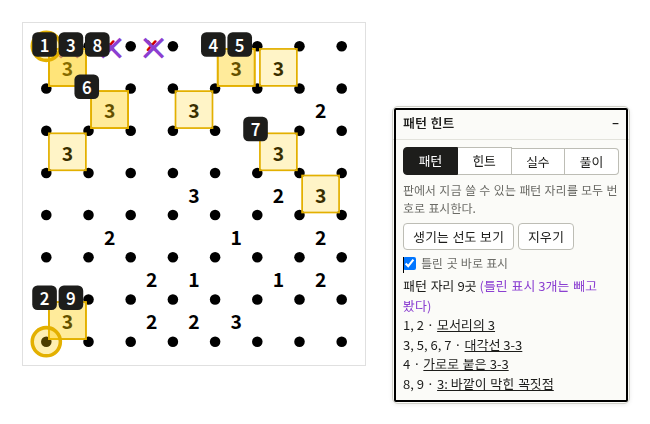 1 3 8 4 5
3 3 3
6
3 3 2
7
3 3
3 2 3
2 1 2
2 1 1 2
2 9
3 2 2 3
패턴 힌트 –
패턴 힌트 실수 풀이
판에서 지금 쓸 수 있는 패턴 자리를 모두 번
호로 표시한다.
생기는 선도 보기 지우기
틀린 곳 바로 표시
패턴 자리 9곳 (틀린 표시 3개는 빼고
봤다)
1, 2 · 모서리의 3
3, 5, 6, 7 · 대각선 3-3
4 · 가로로 붙은 3-3
8, 9 · 3: 바깥이 막힌 꼭짓점